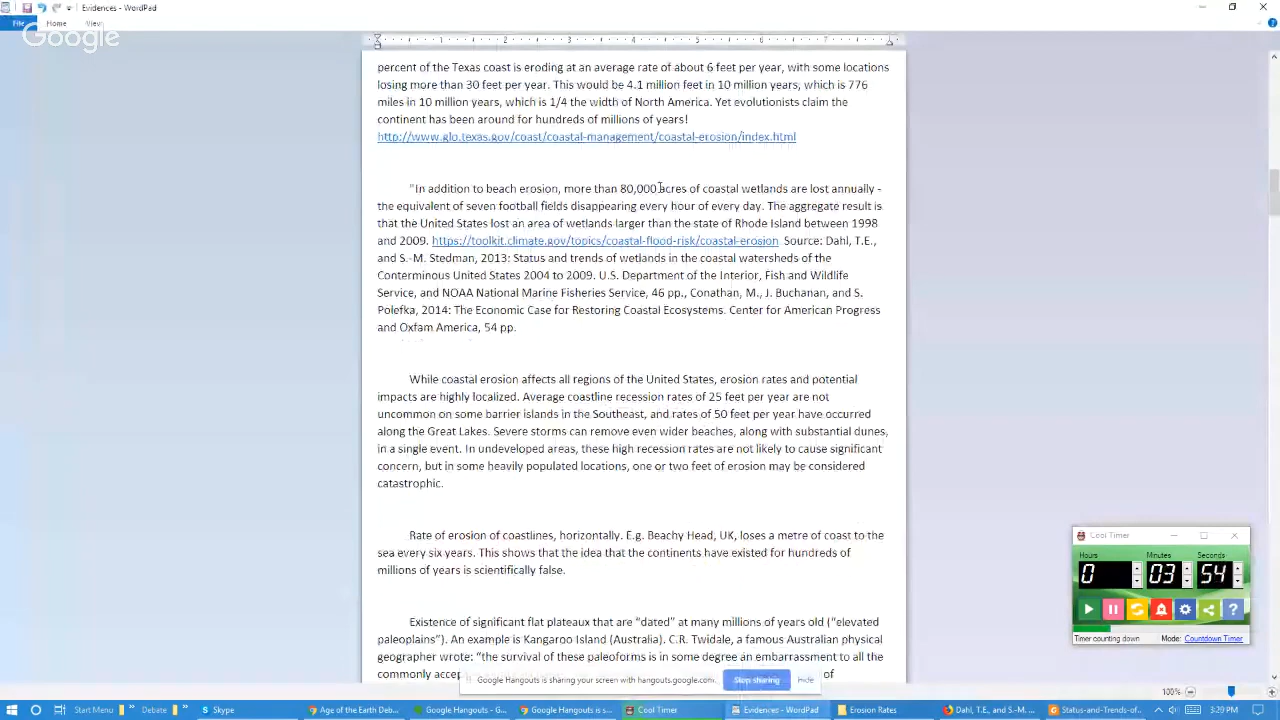 Evidences - WordPad
File Home View
Google
percent of the Texas coast is eroding at an average rate of about 6 feet per year, with some locations
losing more than 30 feet per year. This would be 4.1 million feet in 10 million years, which is 776
miles in 10 million years, which is 1/4 the width of North America. Yet evolutionists claim the
continent has been around for hundreds of millions of years!
http://www.glo.texas.gov/coast/coastal-management/coastal-erosion/index.html
"In addition to beach erosion, more than 80,000 acres of coastal wetlands are lost annually -
the equivalent of seven football fields disappearing every hour of every day. The aggregate result is
that the United States lost an area of wetlands larger than the state of Rhode Island between 1998
and 2009. https://toolkit.climate.gov/topics/coastal-flood-risk/coastal-erosion Source: Dahl, T.E.,
and S.-M. Stedman, 2013: Status and trends of wetlands in the coastal watersheds of the
Conterminous United States 2004 to 2009. U.S. Department of the Interior, Fish and Wildlife
Service, and NOAA National Marine Fisheries Service, 46 pp., Conathan, M., J. Buchanan, and S.
Polefka, 2014: The Economic Case for Restoring Coastal Ecosystems. Center for American Progress
and Oxfam America, 54 pp.
While coastal erosion affects all regions of the United States, erosion rates and potential
impacts are highly localized. Average coastline recession rates of 25 feet per year are not
uncommon on some barrier islands in the Southeast, and rates of 50 feet per year have occurred
along the Great Lakes. Severe storms can remove even wider beaches, along with substantial dunes,
in a single event. In undeveloped areas, these high recession rates are not likely to cause significant
concern, but in some heavily populated locations, one or two feet of erosion may be considered
catastrophic.
Rate of erosion of coastlines, horizontally. E.g. Beachy Head, UK, loses a metre of coast to the
sea every six years. This shows that the idea that the continents have existed for hundreds of
millions of years is scientifically false.
Existence of significant flat plateaux that are "dated" at many millions of years old ("elevated
paleoplains"). An example is Kangaroo Island (Australia). C.R. Twidale, a famous Australian physical
geographer wrote: "the survival of these paleoforms is in some degree an embarrassment to all the
commonly of
Google Hangouts is sharing your screen with hangouts.google.com. Stop sharing Hide
Cool Timer
Hours Minutes Seconds:
0 03 54
Timer counting down Mode: Countdown Timer
100%
Start Menu Debate Skype Age of the Earth Deb... Google Hangouts - G... Google Hangouts is s... Cool Timer Evidences - WordPad Erosion Rates Dahl, T.E., and S.-M. ... Status-and-Trends-of... 3:20 PM